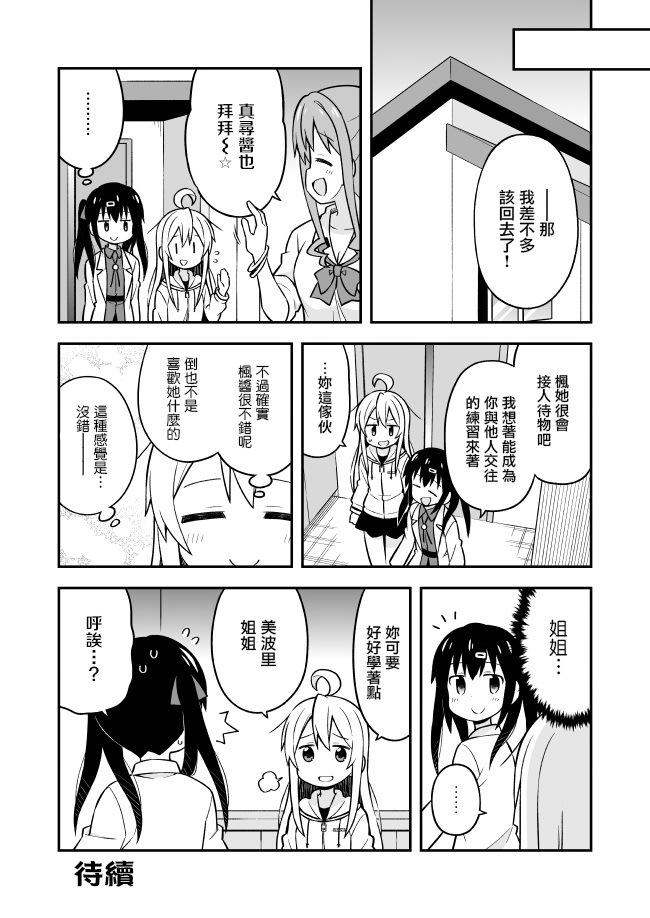 ──那
我差不多
該回去了！
真尋醬也
拜拜～☆
………
楓她很會
接人待物吧
我想著能成為
你與他人交往
的練習來著
…妳這傢伙
不過確實
楓醬很不錯呢
倒也不是
喜歡她什麼的
這種感覺是…
沒錯──
姐姐…
……
妳可要
好好學著點
美波里
姐姐
呼誒…？
待續